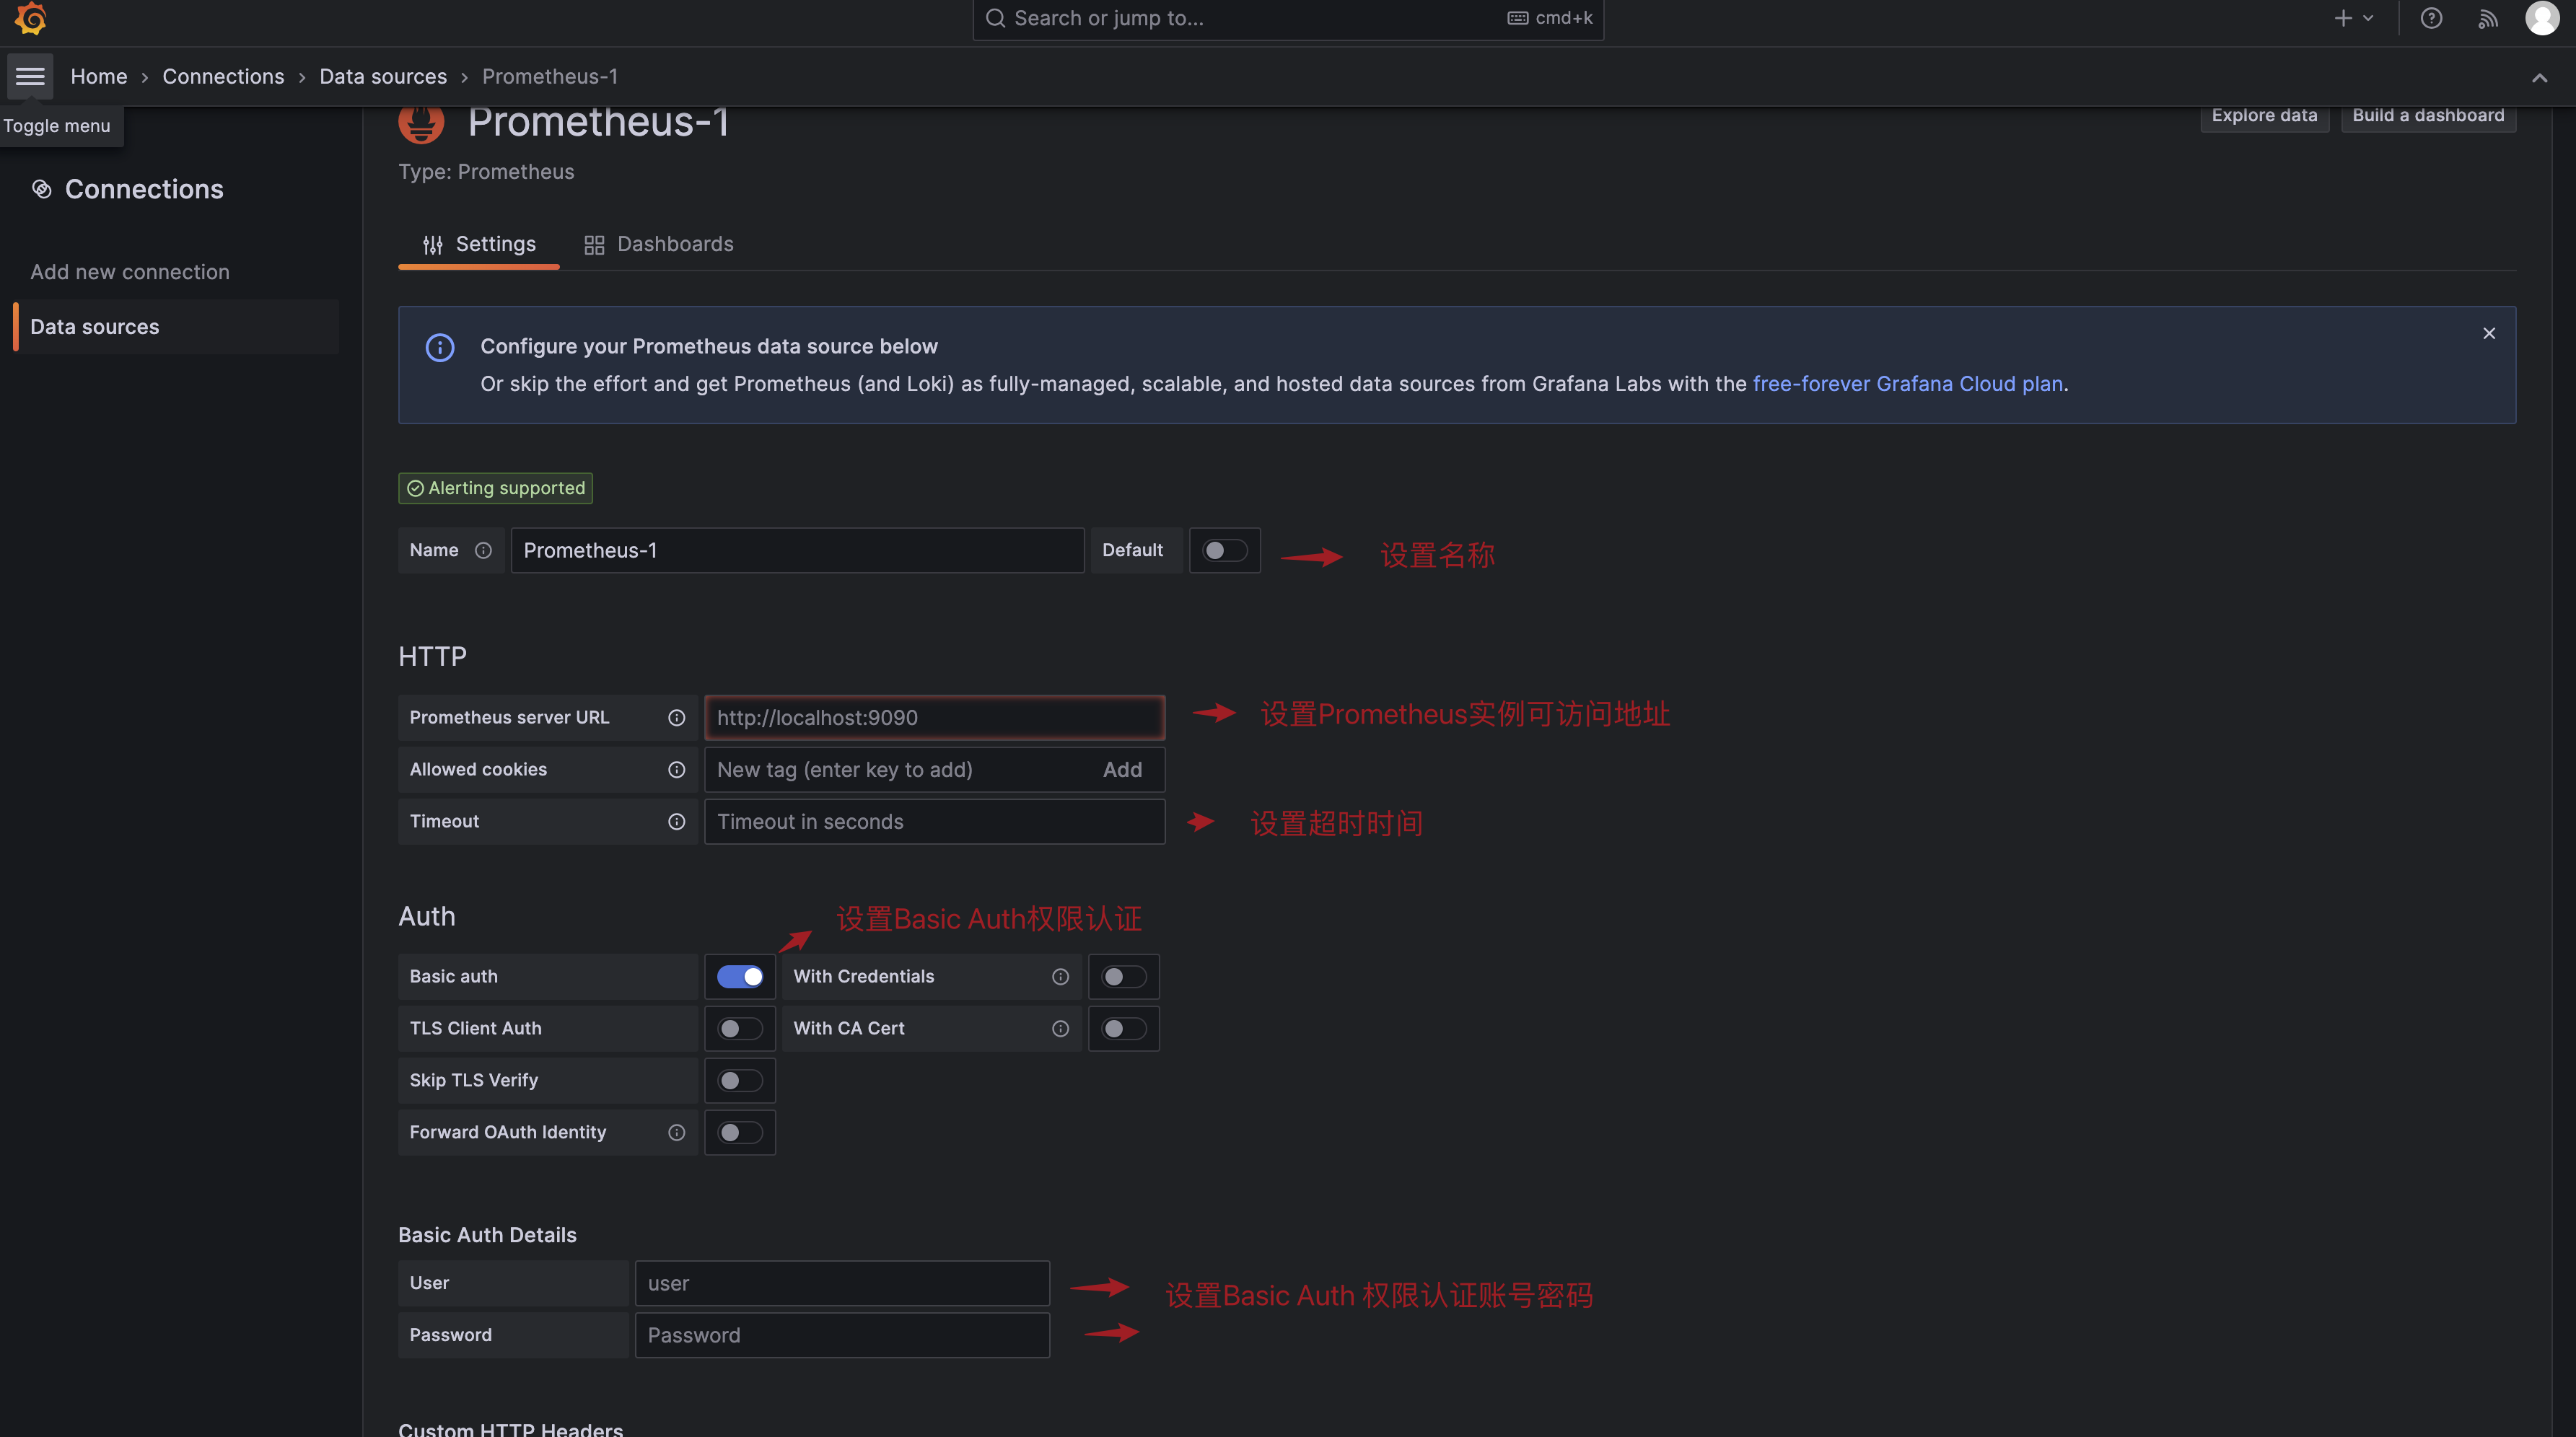 Search or jump to... cmd+k
Home › Connections › Data sources › Prometheus-1
Toggle menu
Prometheus-1
Explore data Build a dashboard
Type: Prometheus
Connections
Add new connection
Data sources
Settings Dashboards
Configure your Prometheus data source below
Or skip the effort and get Prometheus (and Loki) as fully-managed, scalable, and hosted data sources from Grafana Labs with the free-forever Grafana Cloud plan.
Alerting supported
Name Prometheus-1 Default 设置名称
HTTP
Prometheus server URL http://localhost:9090 设置Prometheus实例可访问地址
Allowed cookies New tag (enter key to add) Add
Timeout Timeout in seconds 设置超时时间
Auth
设置Basic Auth权限认证
Basic auth With Credentials
TLS Client Auth With CA Cert
Skip TLS Verify
Forward OAuth Identity
Basic Auth Details
User user 设置Basic Auth 权限认证账号密码
Password Password
Custom HTTP Headers